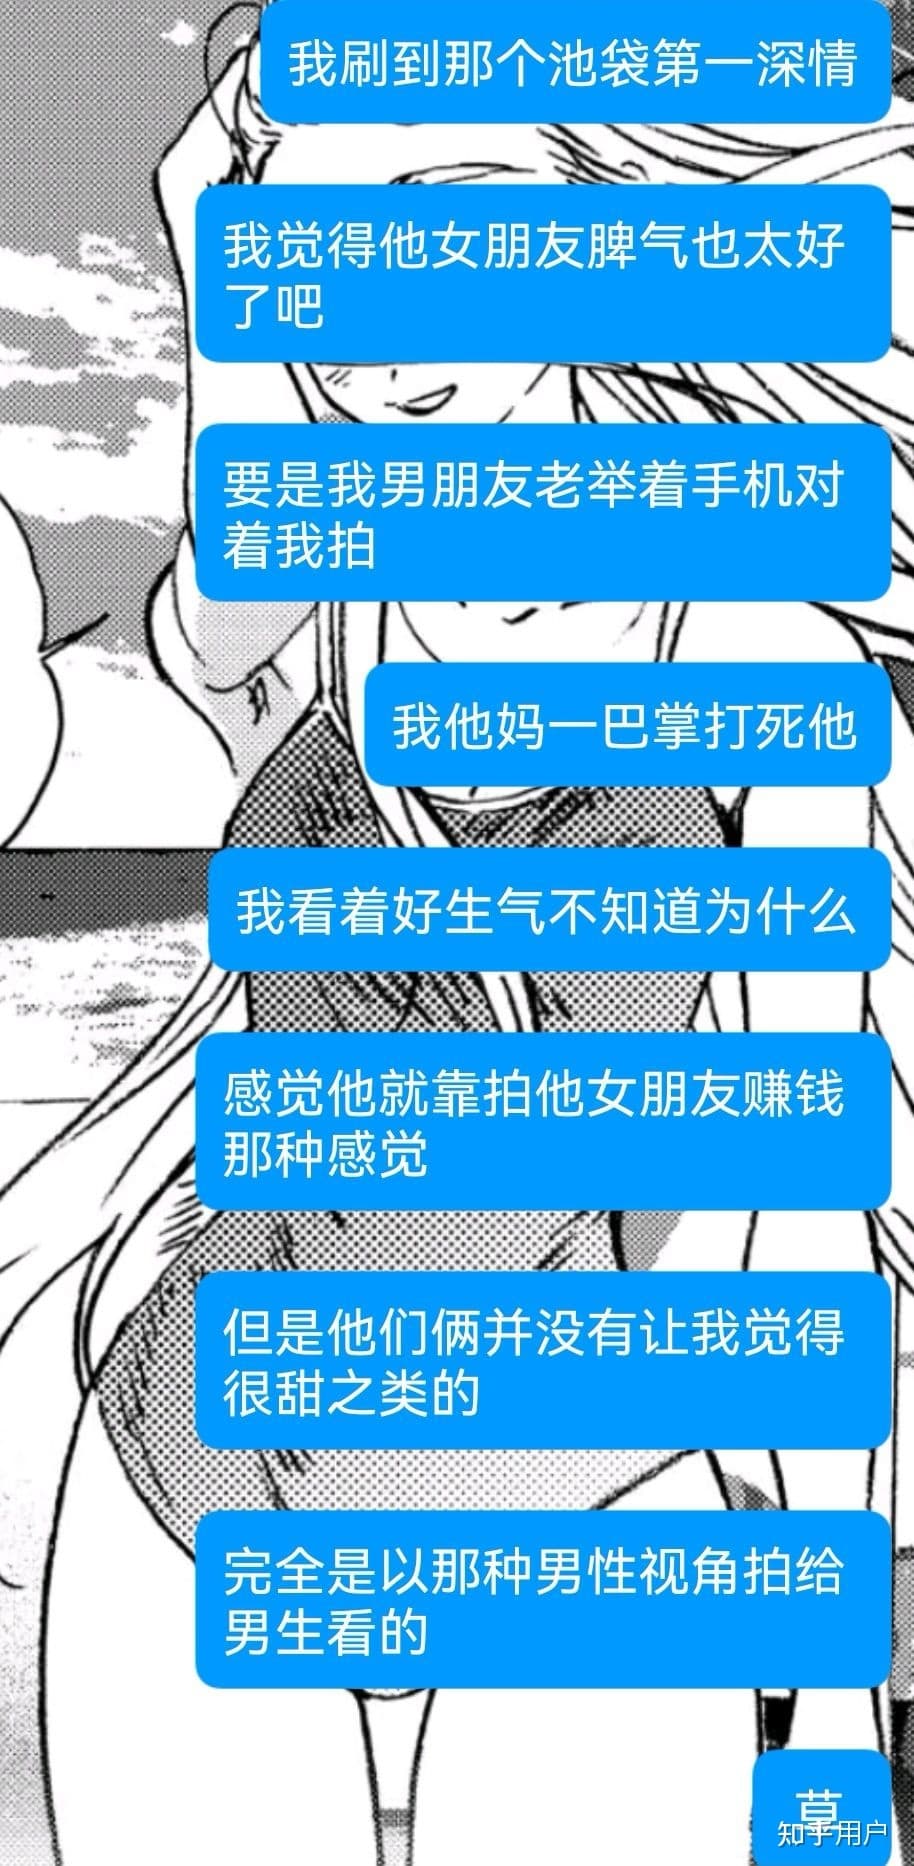 我刷到那个池袋第一深情
我觉得他女朋友脾气也太好
了吧
要是我男朋友老举着手机对
着我拍
我他妈一巴掌打死他
我看着好生气不知道为什么
感觉他就靠拍他女朋友赚钱
那种感觉
但是他们俩并没有让我觉得
很甜之类的
完全是以那种男性视角拍给
男生看的
草
知乎用户